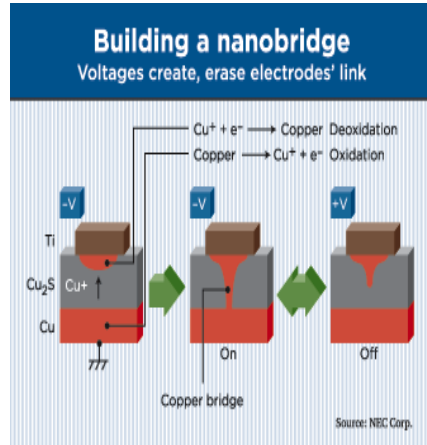 Building a nanobridge
Voltages create, erase electrodes' link
Cu⁺ + e⁻ → Copper Deoxidation
Copper → Cu⁺ + e⁻ Oxidation
–V
–V
+V
Ti
Cu₂S
Cu+
Cu
On
Off
Copper bridge
Source: NEC Corp.